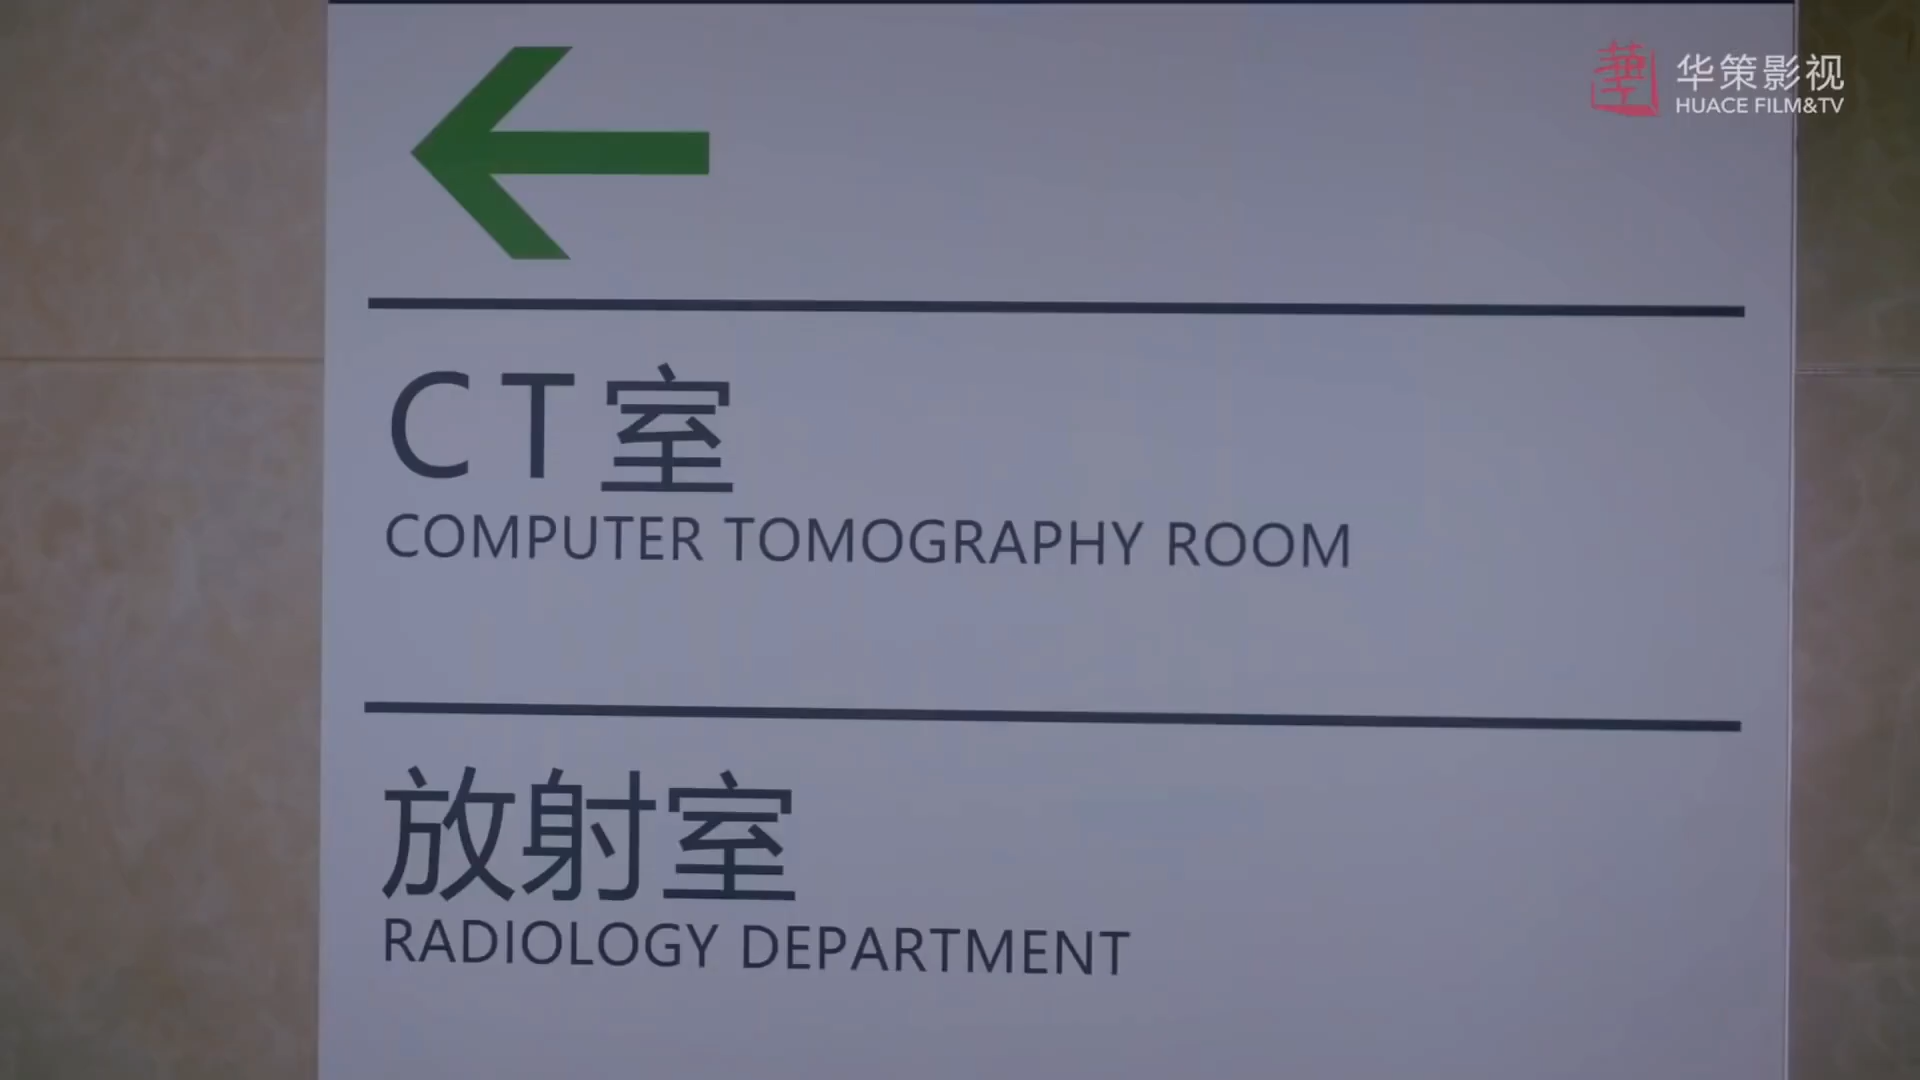 华策影视
HUACE FILM&TV
CT室
COMPUTER TOMOGRAPHY ROOM
放射室
RADIOLOGY DEPARTMENT